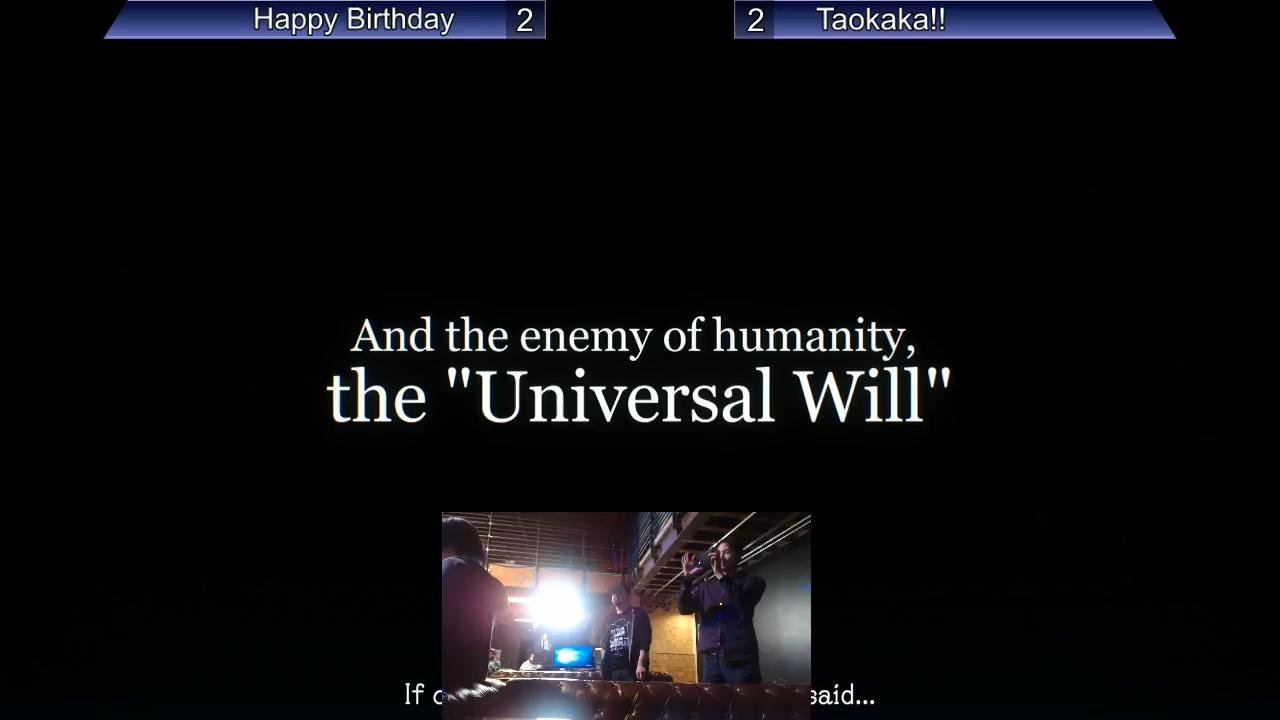 Happy Birthday 2
2 Taokaka!!
And the enemy of humanity,
the "Universal Will"
If said...